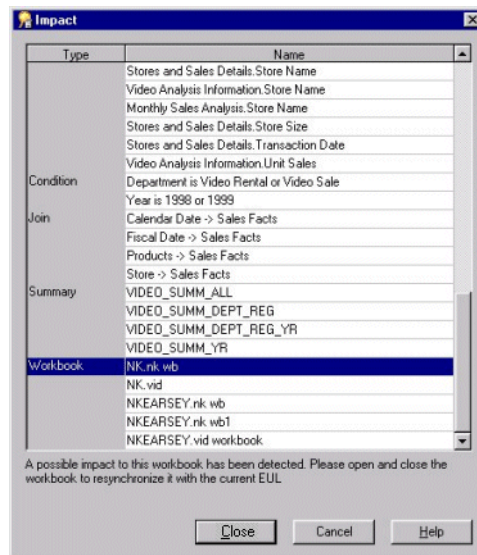 Impact
Type Name
Stores and Sales Details.Store Name
Video Analysis Information.Store Name
Monthly Sales Analysis.Store Name
Stores and Sales Details.Store Size
Stores and Sales Details.Transaction Date
Video Analysis Information.Unit Sales
Condition Department is Video Rental or Video Sale
Year is 1998 or 1999
Join Calendar Date -> Sales Facts
Fiscal Date -> Sales Facts
Products -> Sales Facts
Store -> Sales Facts
Summary VIDEO_SUMM_ALL
VIDEO_SUMM_DEPT_REG
VIDEO_SUMM_DEPT_REG_YR
VIDEO_SUMM_YR
Workbook NK.nk wb
NK.vid
NKEARSEY.nk wb
NKEARSEY.nk wb1
NKEARSEY.vid workbook
A possible impact to this workbook has been detected. Please open and close the
workbook to resynchronize it with the current EUL
Close Cancel Help